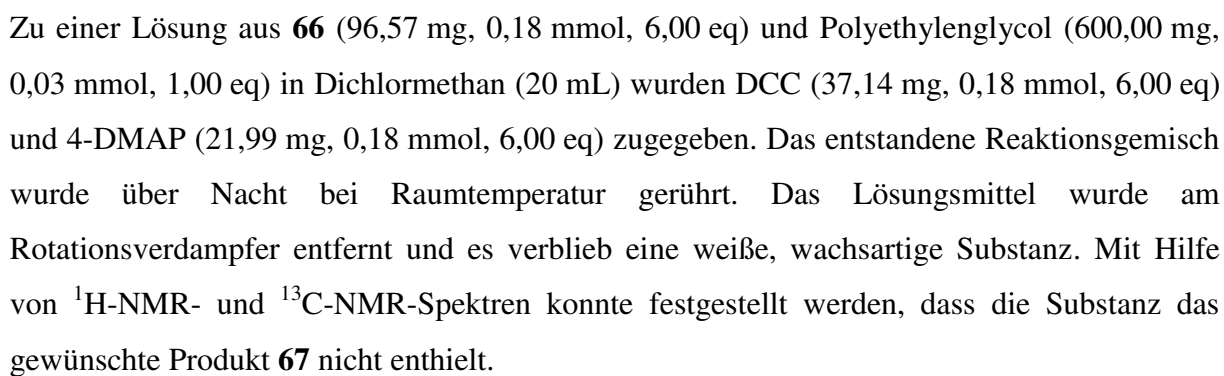 Zu einer Lösung aus 66 (96,57 mg, 0,18 mmol, 6,00 eq) und Polyethylenglycol (600,00 mg,
0,03 mmol, 1,00 eq) in Dichlormethan (20 mL) wurden DCC (37,14 mg, 0,18 mmol, 6,00 eq)
und 4-DMAP (21,99 mg, 0,18 mmol, 6,00 eq) zugegeben. Das entstandene Reaktionsgemisch
wurde über Nacht bei Raumtemperatur gerührt. Das Lösungsmittel wurde am
Rotationsverdampfer entfernt und es verblieb eine weiße, wachsartige Substanz. Mit Hilfe
von ¹H-NMR- und ¹³C-NMR-Spektren konnte festgestellt werden, dass die Substanz das
gewünschte Produkt 67 nicht enthielt.